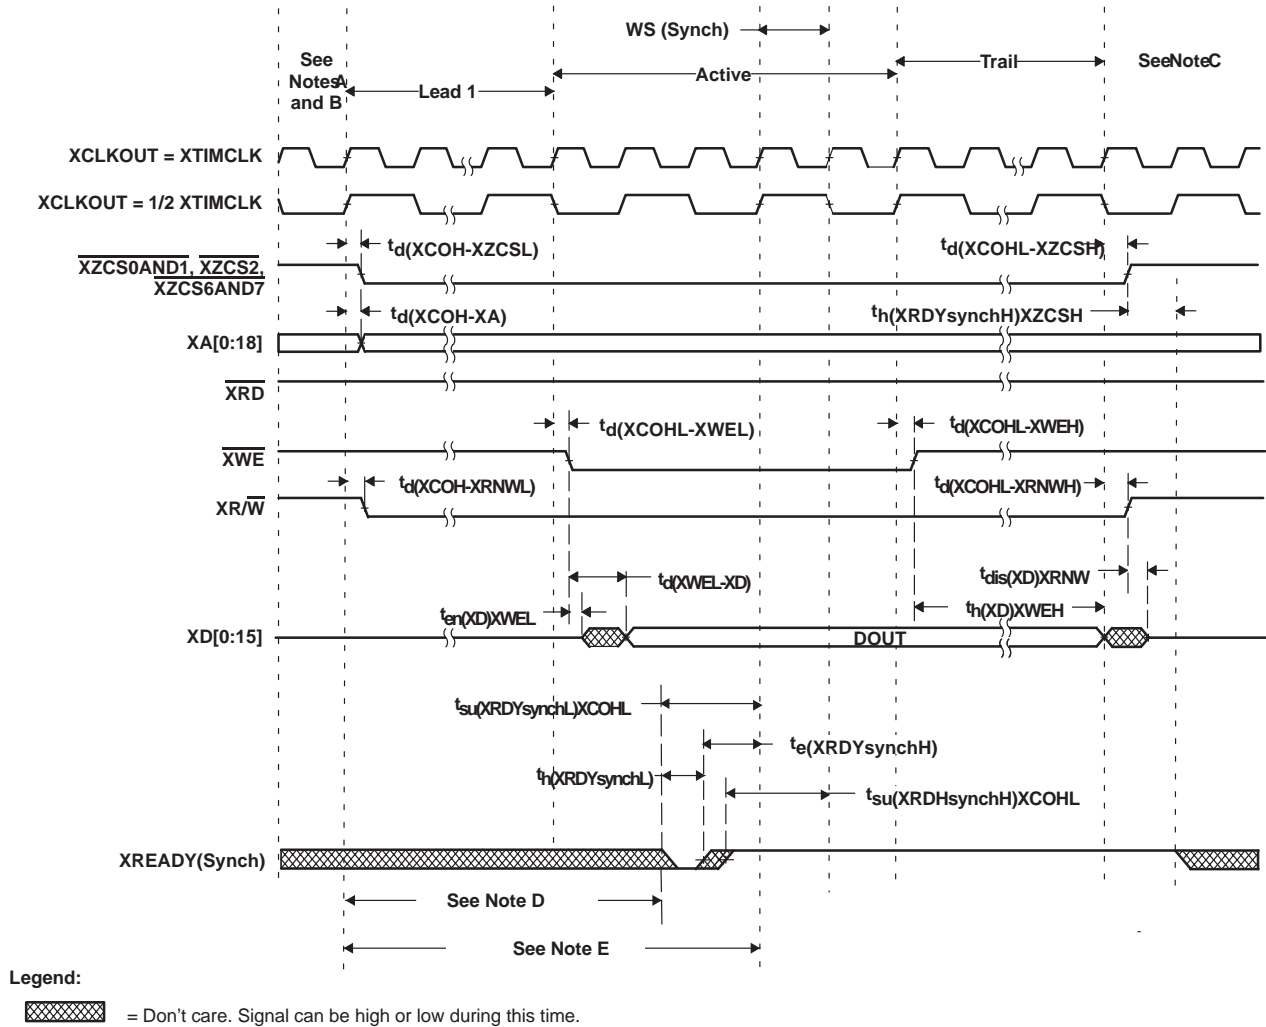 WS (Synch)
See
NotesA
and B
Lead 1
Active
Trail
SeeNoteC
XCLKOUT = XTIMCLK
XCLKOUT = 1/2 XTIMCLK
td(XCOH-XZCSL)
td(XCOHL-XZCSH)
XZCS0AND1, XZCS2,
XZCS6AND7
td(XCOH-XA)
th(XRDYsynchH)XZCSH
XA[0:18]
XRD
td(XCOHL-XWEL)
td(XCOHL-XWEH)
XWE
td(XCOH-XRNWL)
td(XCOHL-XRNWH)
XR/W
td(XWEL-XD)
tdis(XD)XRNW
ten(XD)XWEL
th(XD)XWEH
XD[0:15]
DOUT
tsu(XRDYsynchL)XCOHL
te(XRDYsynchH)
th(XRDYsynchL)
tsu(XRDHsynchH)XCOHL
XREADY(Synch)
See Note D
See Note E
Legend:
= Don't care. Signal can be high or low during this time.